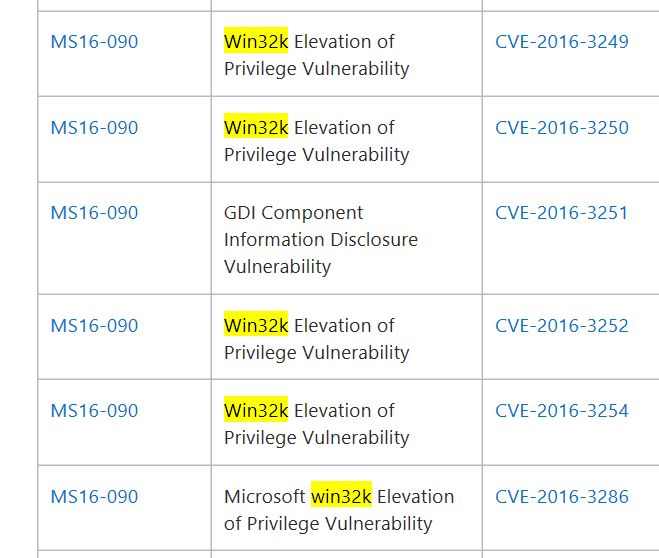 MS16-090 Win32k Elevation of CVE-2016-3249
Privilege Vulnerability
MS16-090 Win32k Elevation of CVE-2016-3250
Privilege Vulnerability
MS16-090 GDI Component CVE-2016-3251
Information Disclosure
Vulnerability
MS16-090 Win32k Elevation of CVE-2016-3252
Privilege Vulnerability
MS16-090 Win32k Elevation of CVE-2016-3254
Privilege Vulnerability
MS16-090 Microsoft win32k Elevation CVE-2016-3286
of Privilege Vulnerability